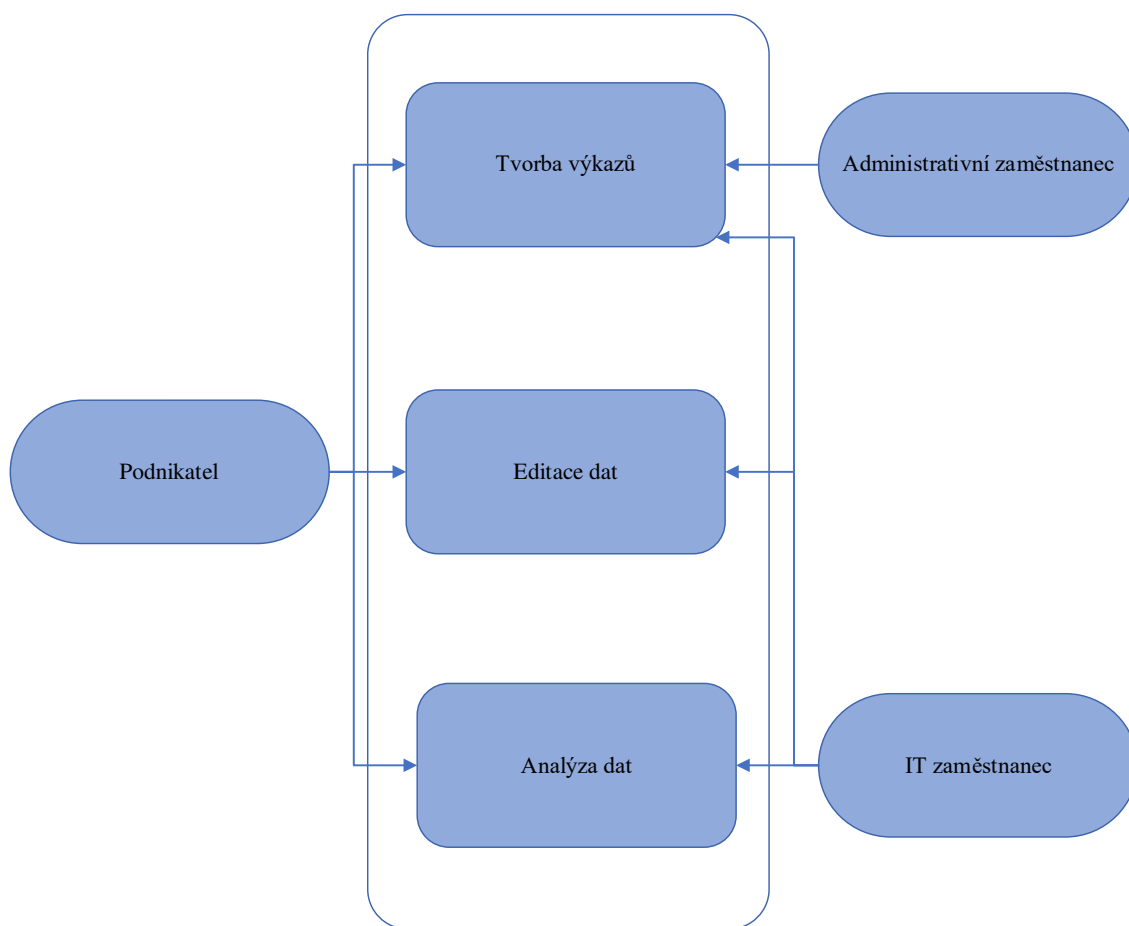 Tvorba výkazů
Administrativní zaměstnanec
Podnikatel
Editace dat
Analýza dat
IT zaměstnanec